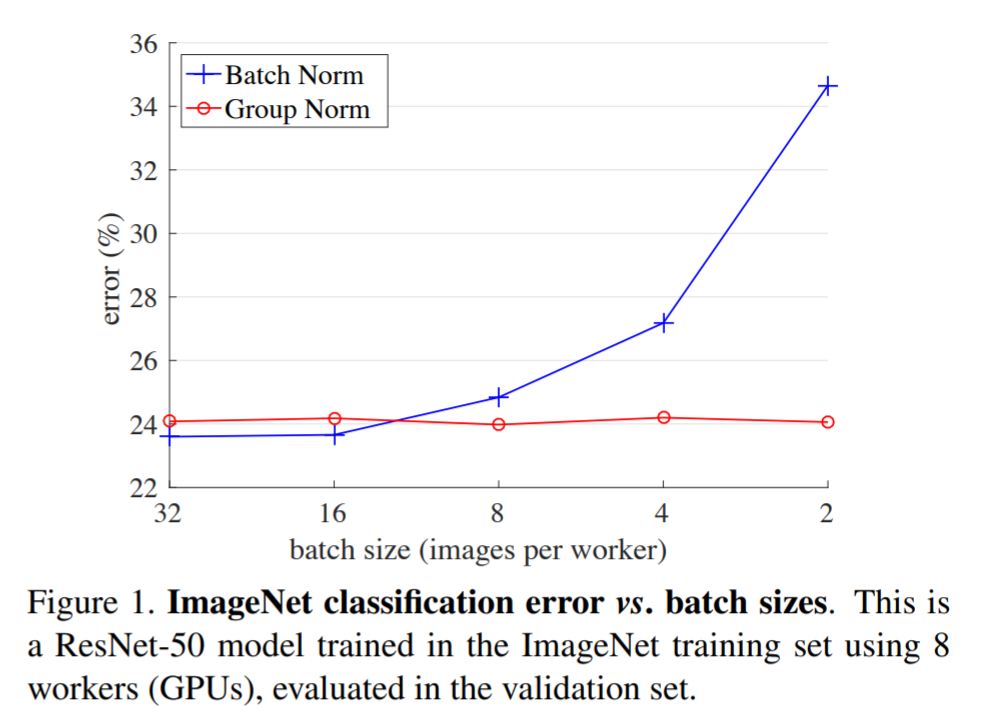 36
34
32
30
28
26
24
22
error (%)
Batch Norm
Group Norm
32 16 8 4 2
batch size (images per worker)
Figure 1. ImageNet classification error vs. batch sizes. This is
a ResNet-50 model trained in the ImageNet training set using 8
workers (GPUs), evaluated in the validation set.